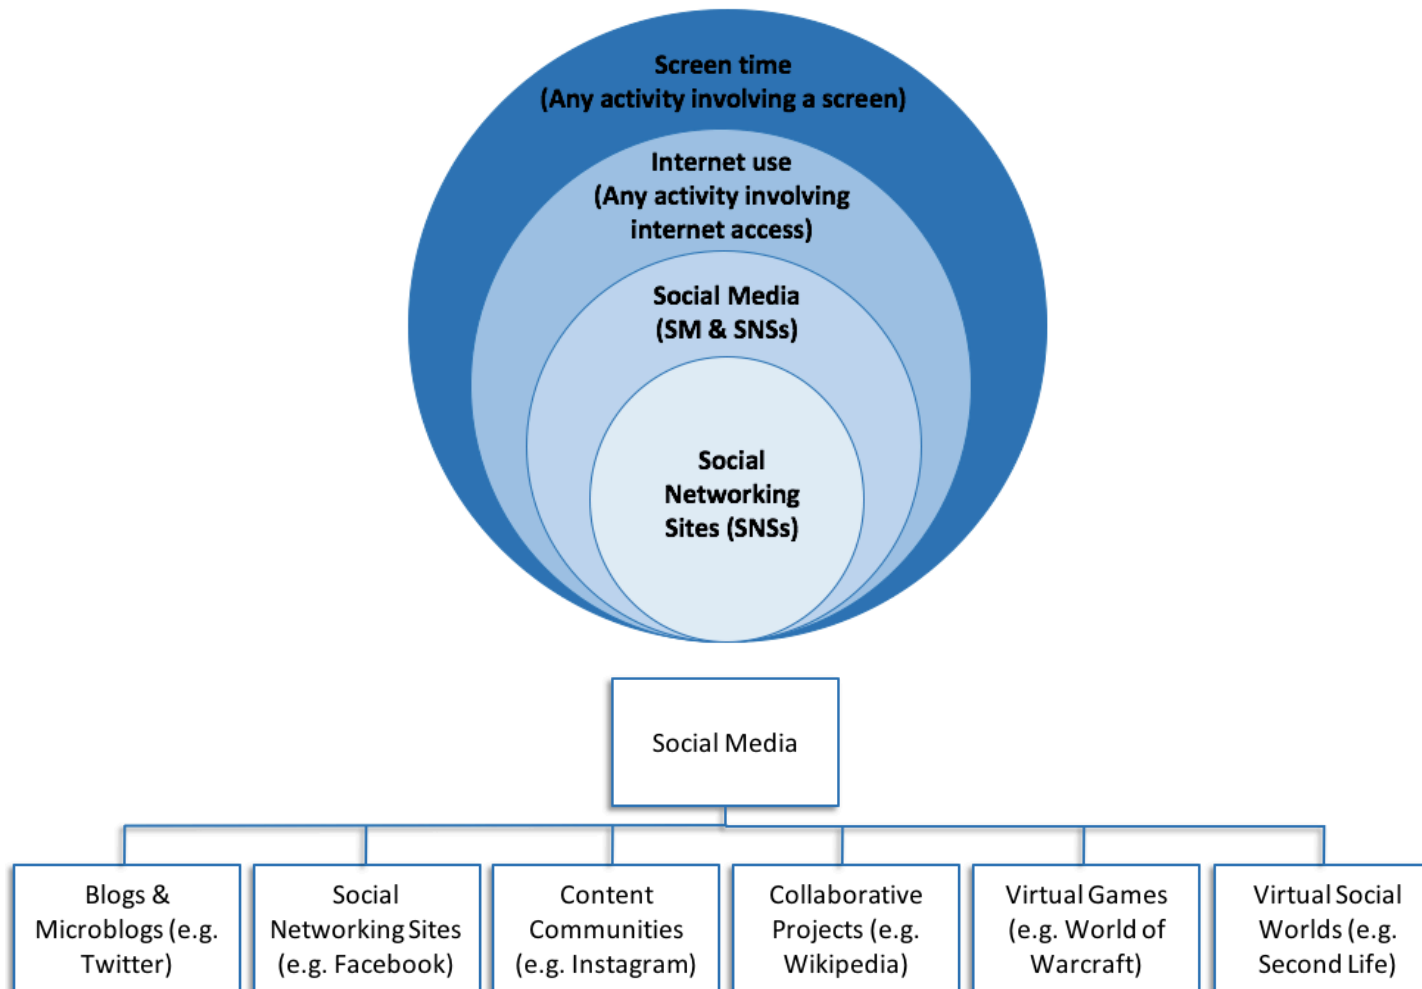 Screen time
(Any activity involving a screen)
Internet use
(Any activity involving
internet access)
Social Media
(SM & SNSs)
Social
Networking
Sites (SNSs)
Social Media
Blogs &
Microblogs (e.g.
Twitter)
Social
Networking Sites
(e.g. Facebook)
Content
Communities
(e.g. Instagram)
Collaborative
Projects (e.g.
Wikipedia)
Virtual Games
(e.g. World of
Warcraft)
Virtual Social
Worlds (e.g.
Second Life)